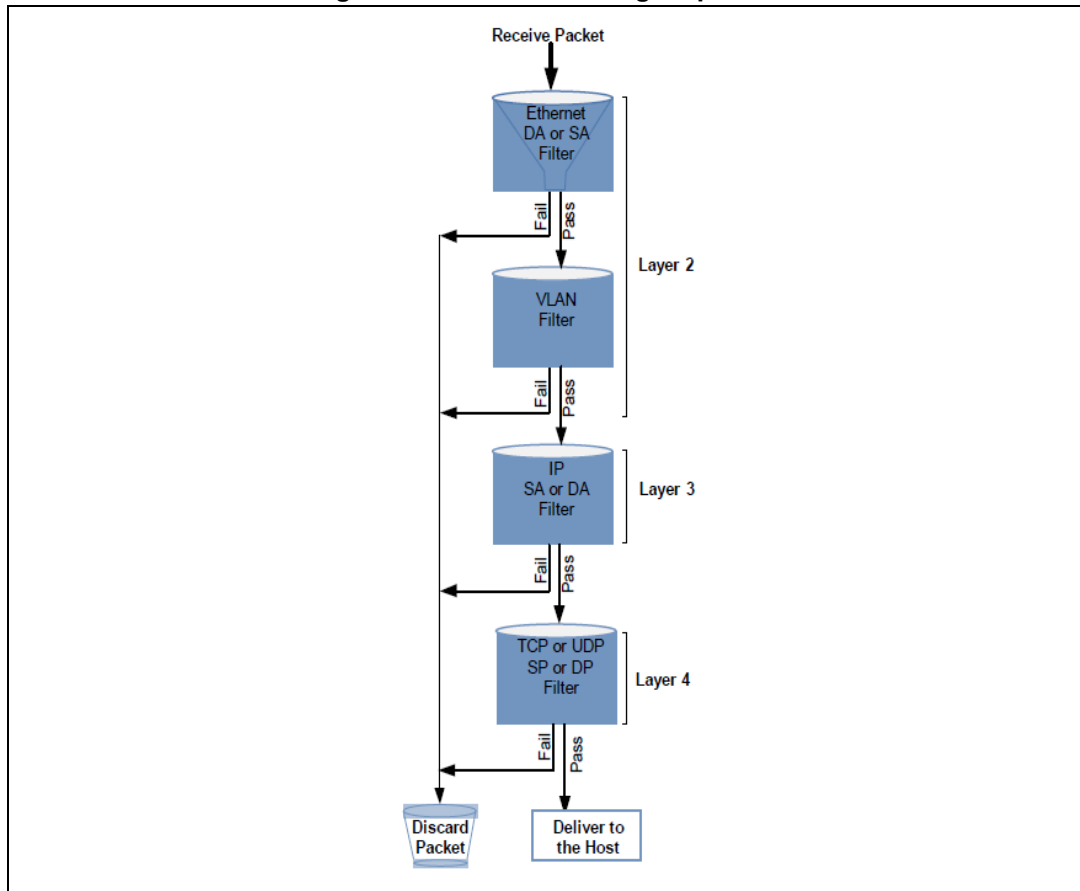 Receive Packet
Ethernet
DA or SA
Filter
Fail
Pass
Layer 2
VLAN
Filter
Fail
Pass
IP
SA or DA
Filter
Layer 3
Fail
Pass
TCP or UDP
SP or DP
Filter
Layer 4
Fail
Pass
Discard
Packet
Deliver to
the Host